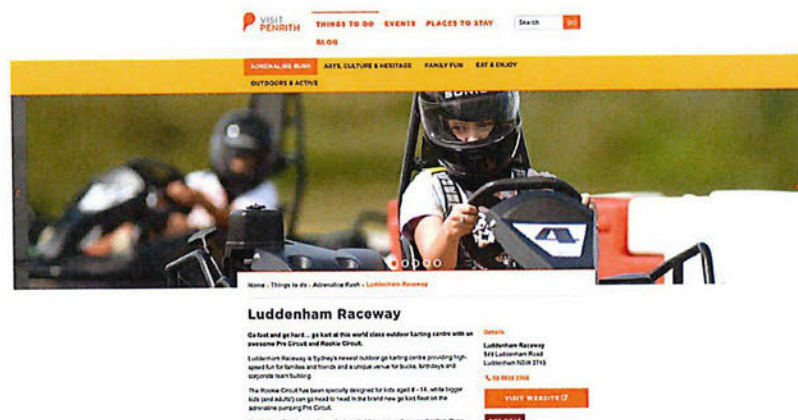 VISIT
PENRITH
THINGS TO DO EVENTS PLACES TO STAY
BLOG
Search GO
ADRENALINE RUSH ARTS, CULTURE & HERITAGE FAMILY FUN EAT & ENJOY
OUTDOORS & ACTIVE
Home › Things to do › Adrenaline Rush › Luddenham Raceway
Luddenham Raceway
Go fast and go hard... go kart at this world class outdoor karting centre with an
awesome Pro Circuit and Rookie Circuit.
Luddenham Raceway is Sydney's newest outdoor go karting centre providing high-
speed fun for families and friends and a unique venue for bucks, birthdays and
corporate team building.
The Rookie Circuit has been specially designed for kids aged 8 - 14, while bigger
kids (and adults!) can go head to head in the brand new go kart fleet on the
adrenaline pumping Pro Circuit.
Details
Luddenham Raceway
Luddenham Road
Luddenham NSW 2745
VISIT WEBSITE